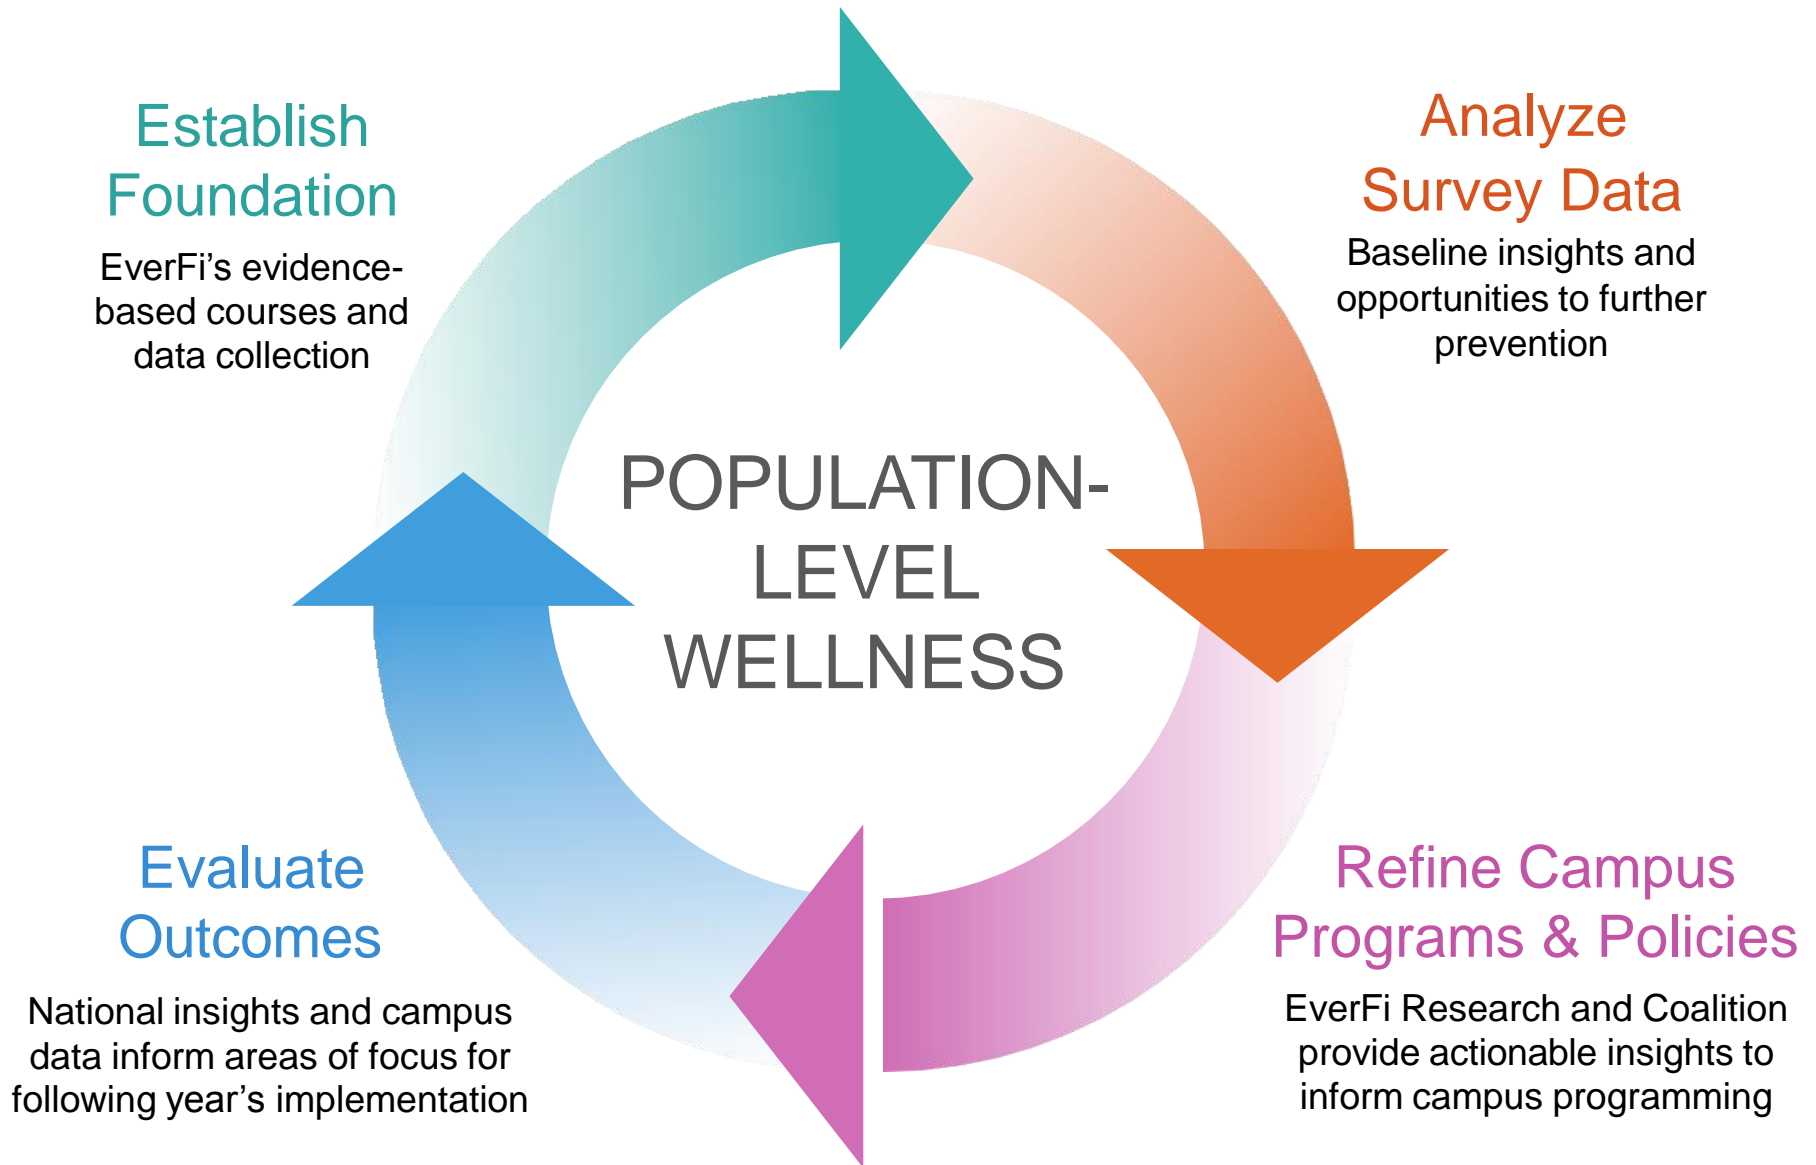 Establish
Foundation
EverFi’s evidence-
based courses and
data collection
Analyze
Survey Data
Baseline insights and
opportunities to further
prevention
POPULATION-
LEVEL
WELLNESS
Evaluate
Outcomes
National insights and campus
data inform areas of focus for
following year’s implementation
Refine Campus
Programs & Policies
EverFi Research and Coalition
provide actionable insights to
inform campus programming